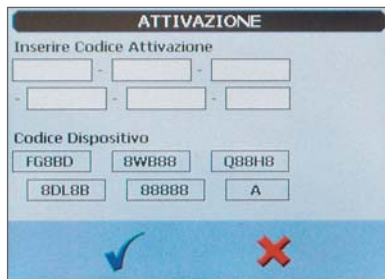 ATTIVAZIONE
Inserire Codice Attivazione
- - -
- - -
Codice Dispositivo
FG8BD 8WB88 Q88H8
8DL8B 88888 A